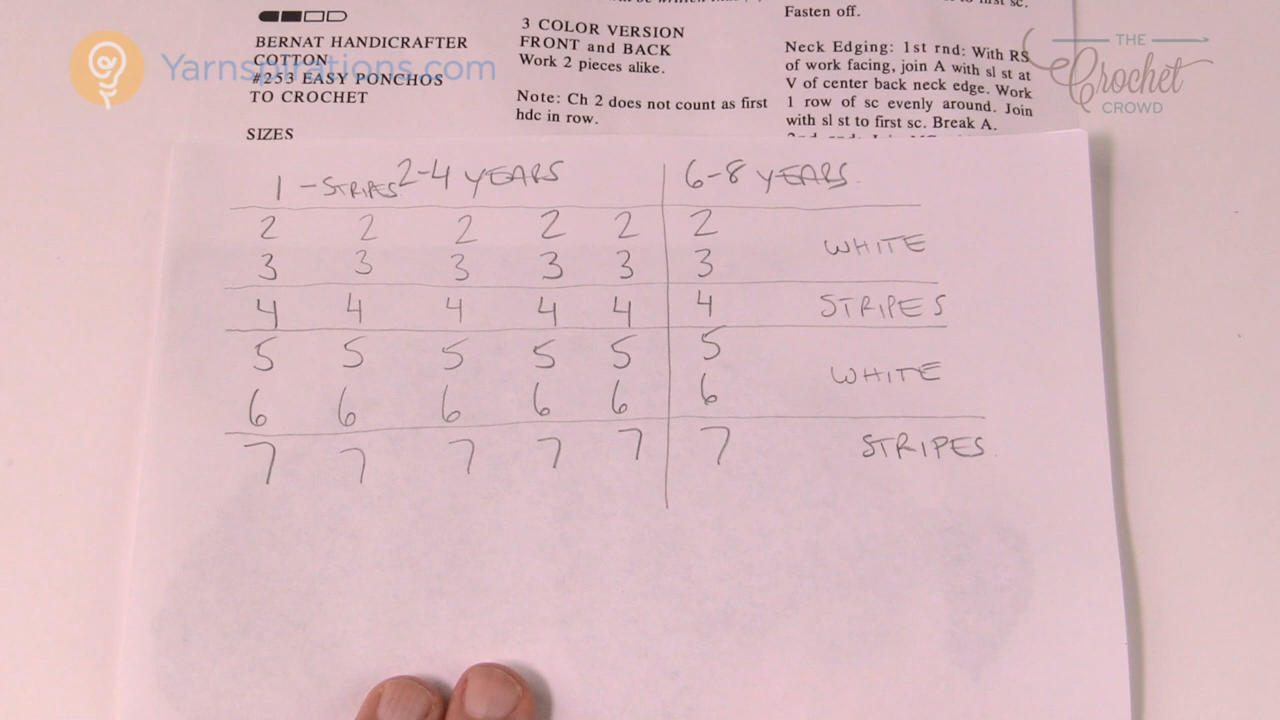 Yarnspirations.com
BERNAT HANDICRAFTER
COTTON
#253 EASY PONCHOS
TO CROCHET
SIZES
3 COLOR VERSION
FRONT and BACK
Work 2 pieces alike.
Note: Ch 2 does not count as first
hdc in row.
Fasten off.
Neck Edging: 1st rnd: With RS
of work facing, join A with sl st at
V of center back neck edge. Work
1 row of sc evenly around. Join
with sl st to first sc. Break A.
THE
Crochet
CROWD
1 - STRIPES 2-4 YEARS 6-8 YEARS
2 2 2 2 2 2
WHITE
3 3 3 3 3 3
4 4 4 4 4 4 STRIPES
5 5 5 5 5 5
WHITE
6 6 6 6 6 6
7 7 7 7 7 7 STRIPES